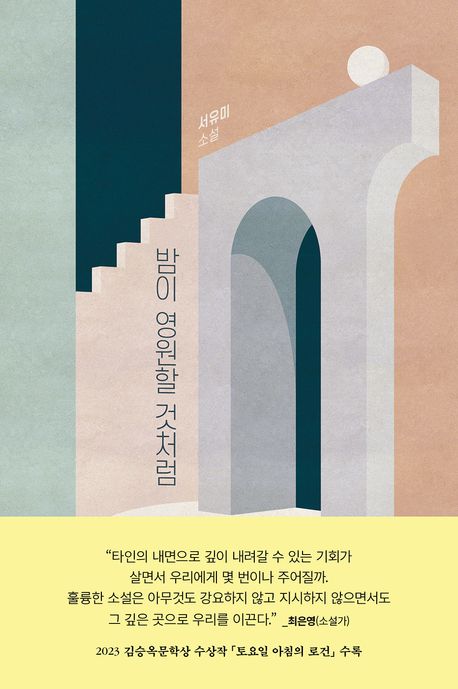 서유미
소설
밤이 영원할 것처럼
“타인의 내면으로 깊이 내려갈 수 있는 기회가
살면서 우리에게 몇 번이나 주어질까.
훌륭한 소설은 아무것도 강요하지 않고 지시하지 않으면서도
그 깊은 곳으로 우리를 이끈다.” _최은영(소설가)
2023 김승옥문학상 수상작 「토요일 아침의 로건」 수록